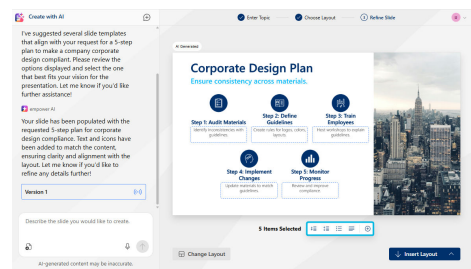 Create with AI
Enter Topic
Choose Layout
3 Refine Slide
I've suggested several slide templates
that align with your request for a 5-step
plan to make a company corporate
design compliant. Please review the
options displayed and select the one
that best fits your vision for the
presentation. Let me know if you'd like
further assistance!
empower AI
Your slide has been populated with the
requested 5-step plan for corporate
design compliance. Text and icons have
been added to match the content,
ensuring clarity and alignment with the
layout. Let me know if you'd like to
refine any details further!
Version 1
Describe the slide you would like to create.
AI-generated content may be inaccurate.
AI Generated
Corporate Design Plan
Ensure consistency across materials.
Step 1: Audit Materials
Identify inconsistencies with
guidelines.
Step 2: Define
Guidelines
Create rules for logos, colors,
layouts.
Step 3: Train
Employees
Host workshops to explain
guidelines.
Step 4: Implement
Changes
Update materials to match
guidelines.
Step 5: Monitor
Progress
Review and improve
compliance.
5 Items Selected
Change Layout
Insert Layout